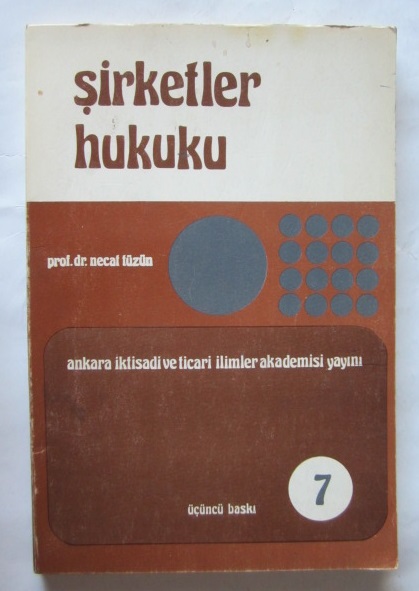 şirketler
hukuku
prof. dr. necat tüzün
ankara iktisadi ve ticari ilimler akademisi yayını
7
üçüncü baskı